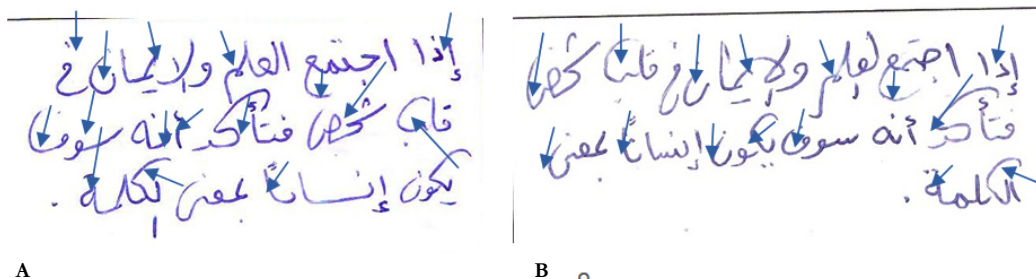 إذا اجتمع العلم والإيمان في
قلب شخص فتأكد أنه سوف
يكون إنساناً بمعنى الكلمة .
A
إذا اجتمع العلم والإيمان في قلب شخص
فتأكد أنه سوف يكون إنساناً بمعنى
الكلمة .
B